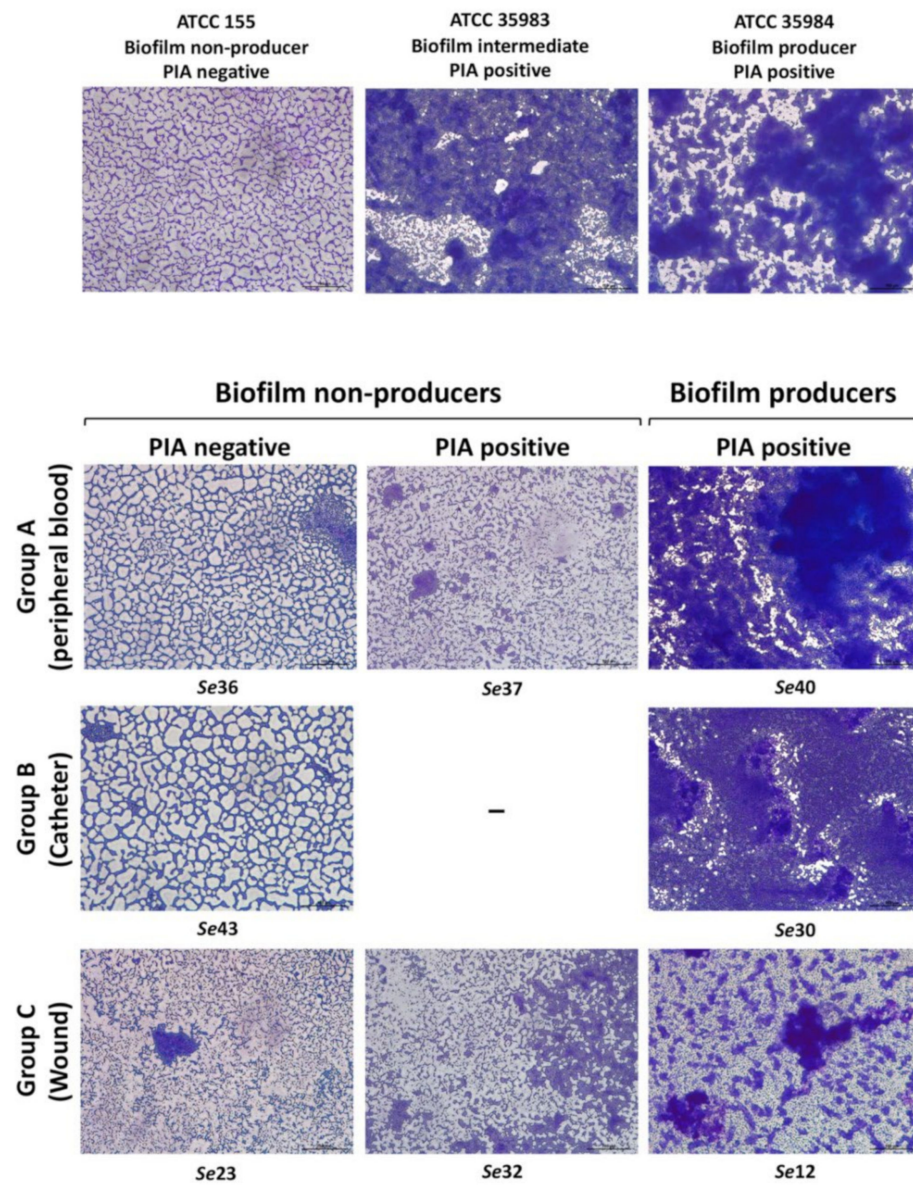 ATCC 155
Biofilm non-producer
PIA negative
ATCC 35983
Biofilm intermediate
PIA positive
ATCC 35984
Biofilm producer
PIA positive
Biofilm non-producers
Biofilm producers
PIA negative
PIA positive
PIA positive
Group A
(peripheral blood)
Se36
Se37
Se40
Group B
(Catheter)
–
Se43
Se30
Group C
(Wound)
Se23
Se32
Se12